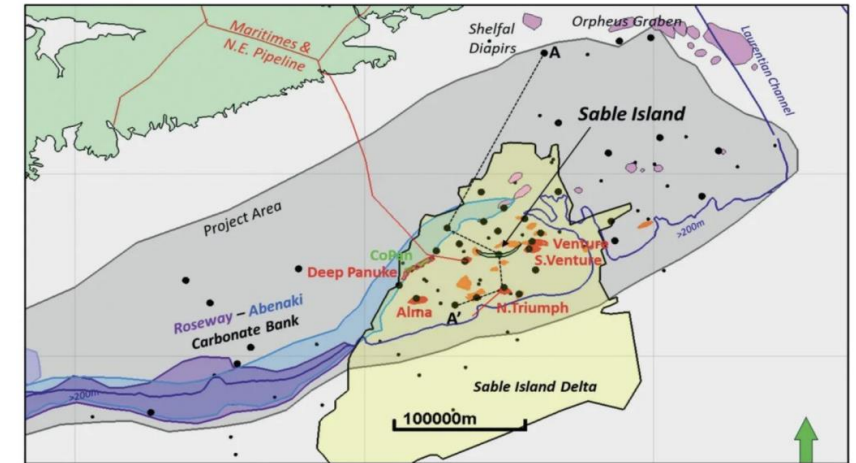 Maritimes &
N.E. Pipeline
Shelfal
Diapirs
Orpheus Graben
Laurentian Channel
A
Sable Island
Project Area
>200m
CoPan
Venture
Deep Panuke
S.Venture
Roseway – Abenaki
Carbonate Bank
Alma
A'
N.Triumph
>200m
Sable Island Delta
100000m